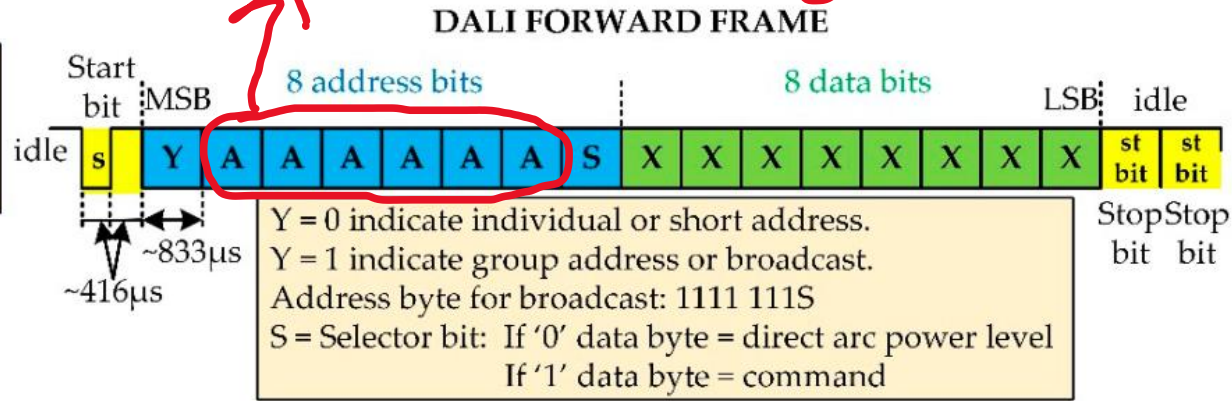 DALI FORWARD FRAME
Start bit
MSB
8 address bits
8 data bits
LSB
idle
idle
s
Y A A A A A A S X X X X X X X X
st bit
st bit
~416µs
~833µs
Stop bit
Stop bit
Y = 0 indicate individual or short address.
Y = 1 indicate group address or broadcast.
Address byte for broadcast: 1111 111S
S = Selector bit: If ‘0’ data byte = direct arc power level
If ‘1’ data byte = command